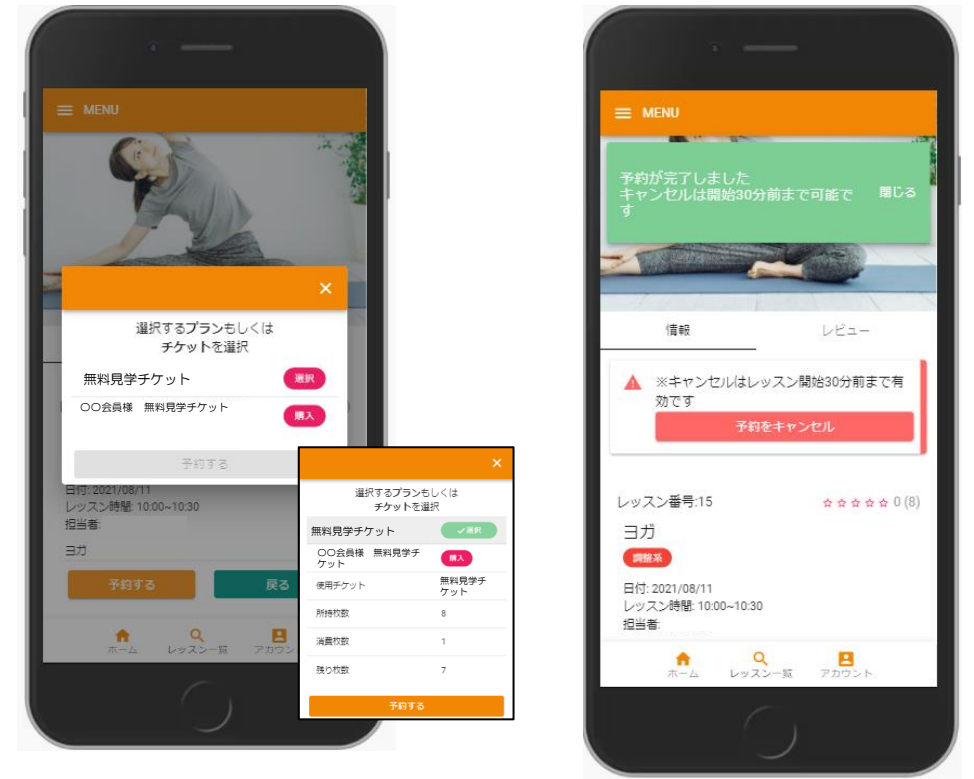 MENU
選択するプランもしくは
チケットを選択
無料見学チケット
選択
〇〇会員様 無料見学チケット
購入
予約する
日付: 2021/08/11
レッスン時間: 10:00~10:30
担当者:
ヨガ
予約する
戻る
ホーム
レッスン一覧
アカウン
選択するプランもしくは
チケットを選択
無料見学チケット
選択
〇〇会員様 無料見学チ
ケット
購入
使用チケット
無料見学チ
ケット
所持枚数
8
消費枚数
1
残り枚数
7
予約する
MENU
予約が完了しました
キャンセルは開始30分前まで可能で
す
閉じる
情報
レビュー
※キャンセルはレッスン開始30分前まで有
効です
予約をキャンセル
レッスン番号:15
☆☆☆☆☆ 0 (8)
ヨガ
調整系
日付: 2021/08/11
レッスン時間: 10:00~10:30
担当者:
ホーム
レッスン一覧
アカウント